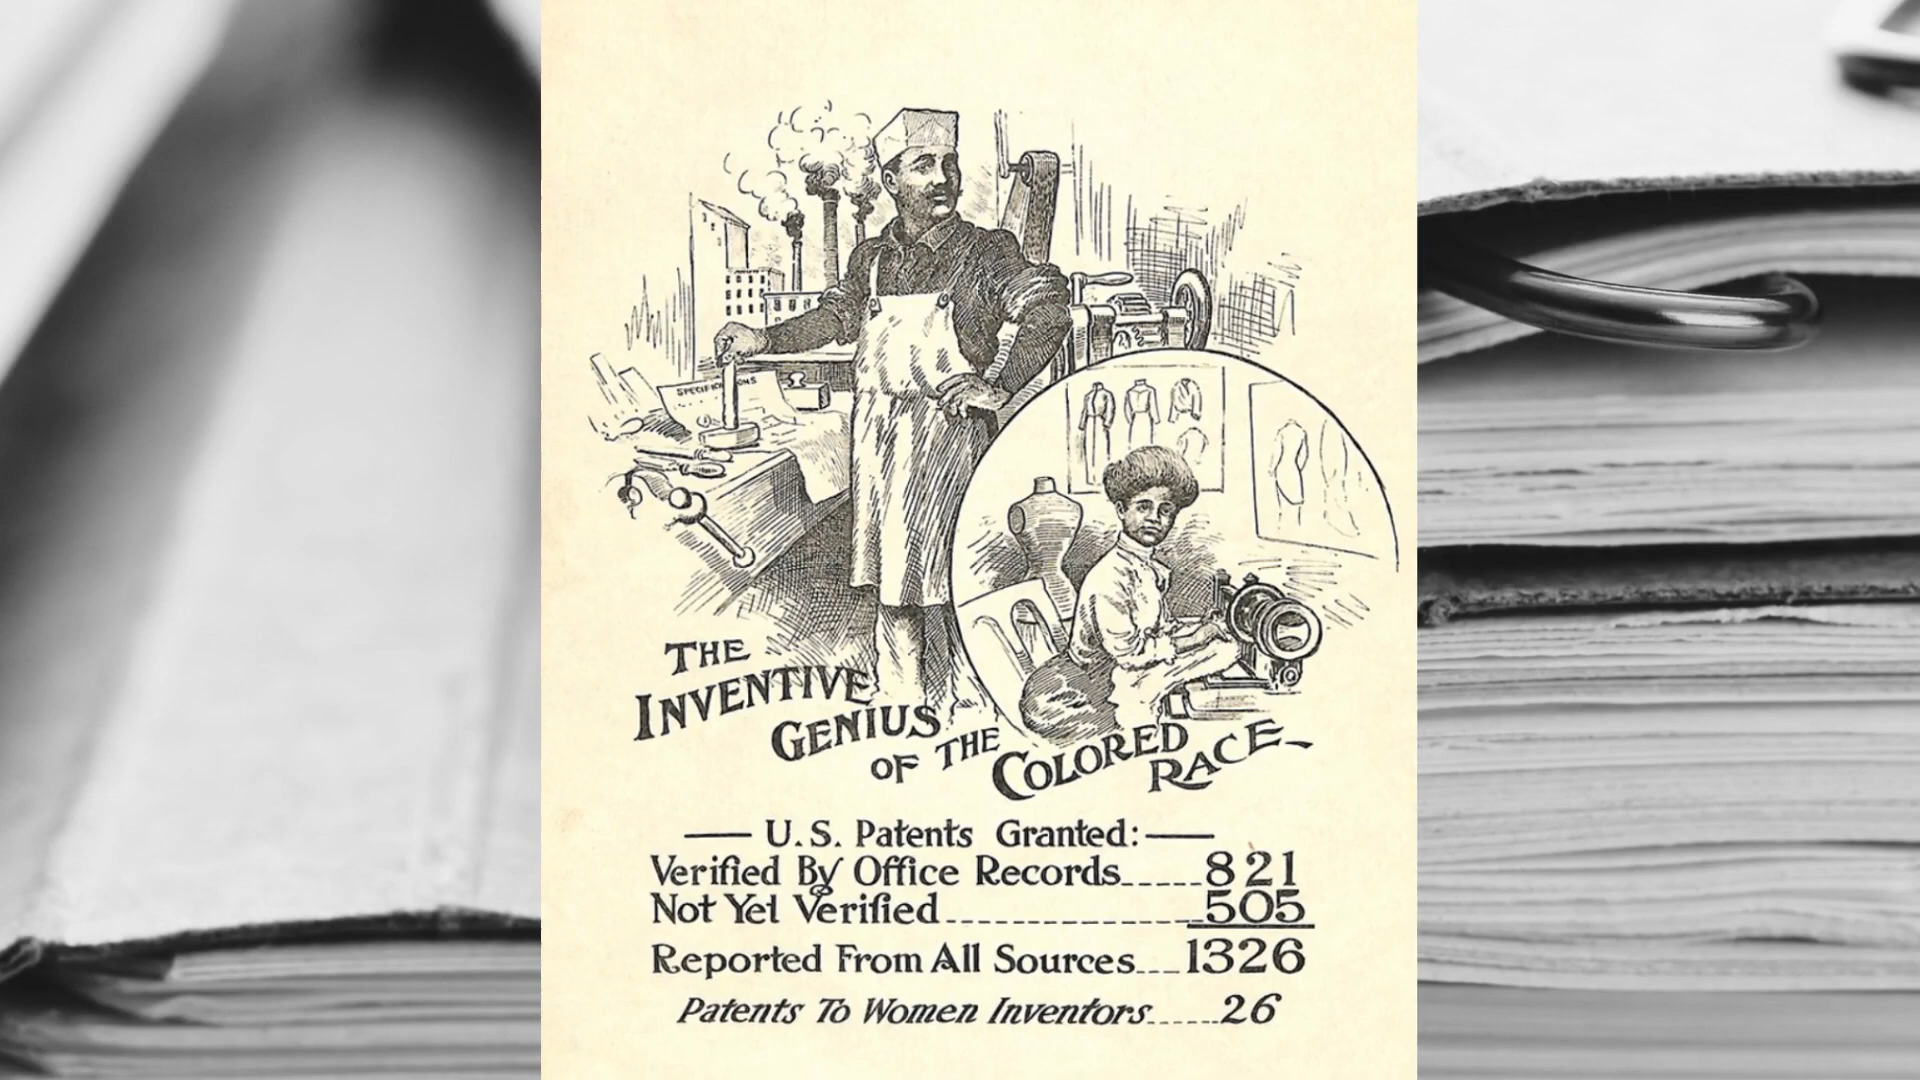 SPECIFICATIONS
THE
INVENTIVE
GENIUS
OF THE
COLORED
RACE—
— U.S. Patents Granted: —
Verified By Office Records.....821
Not Yet Verified................505
Reported From All Sources...1326
Patents To Women Inventors......26